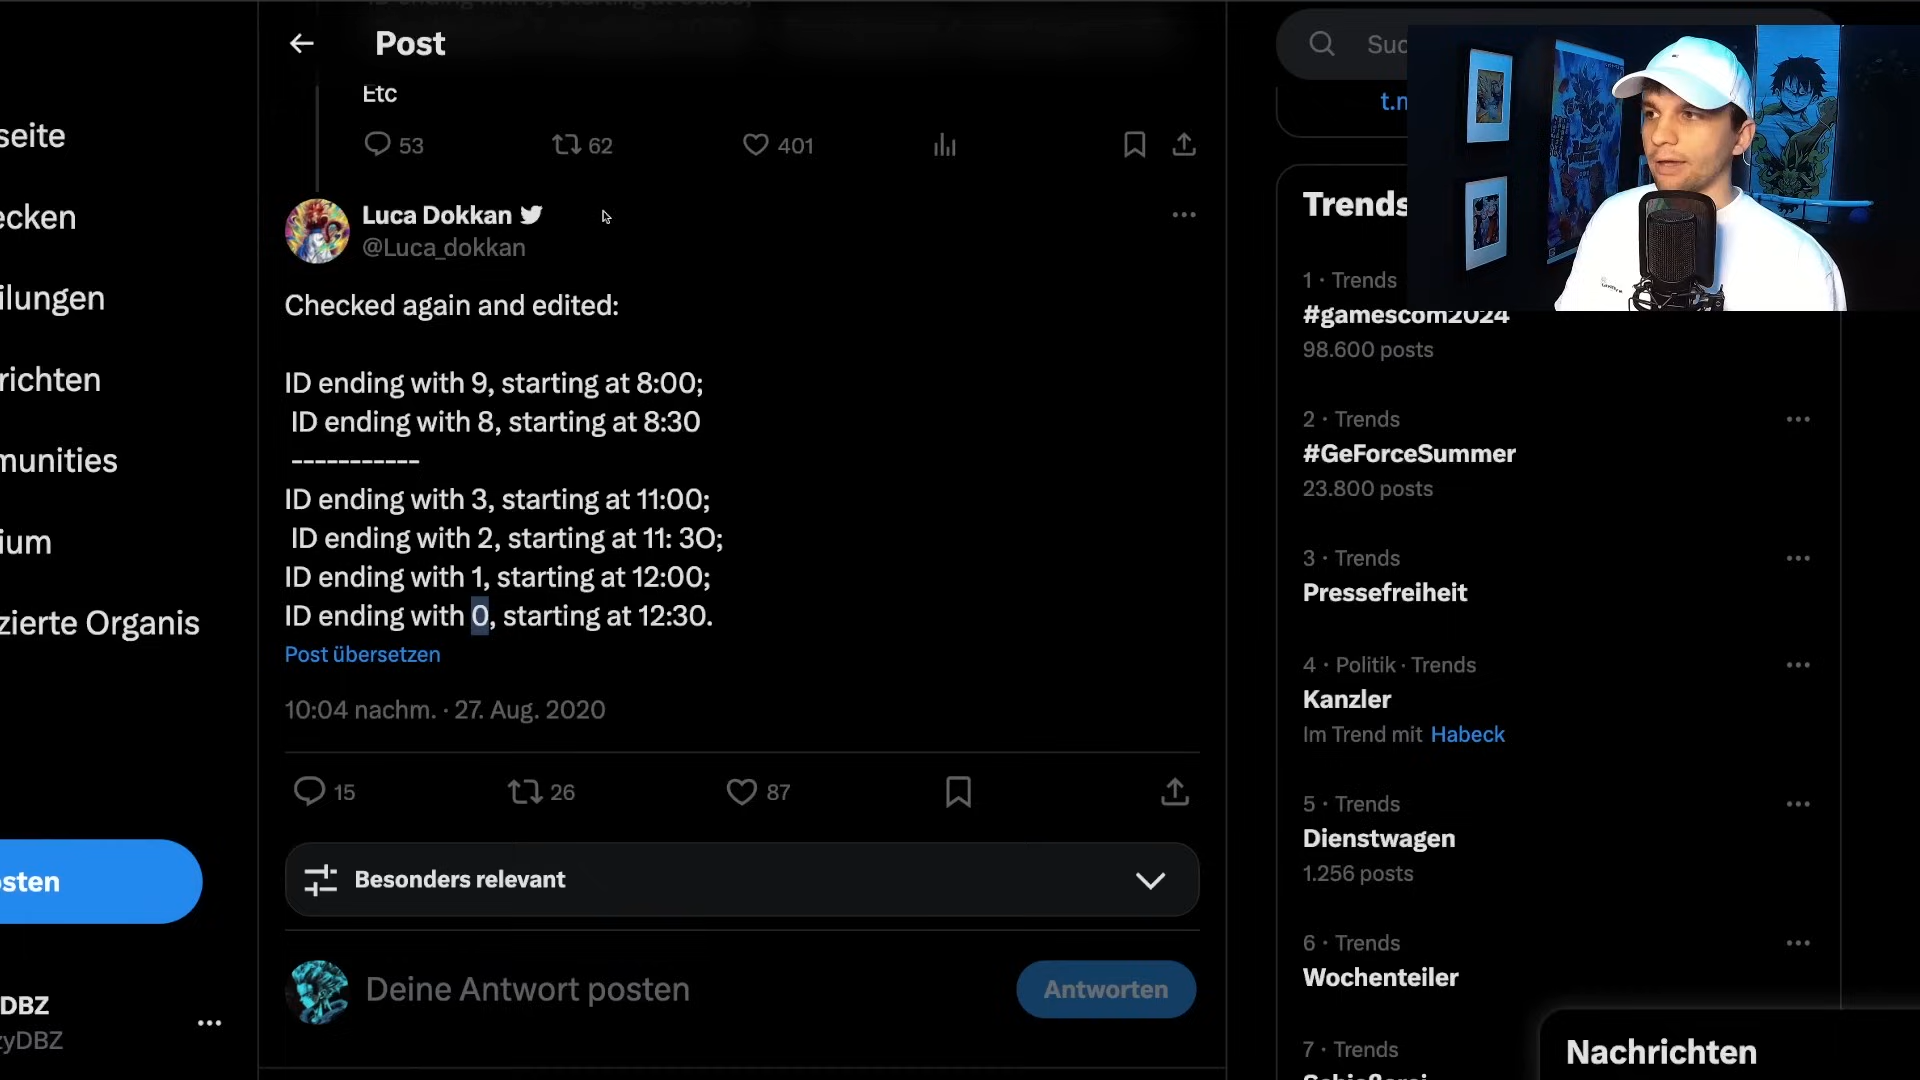 Post
Suc
Etc
53
62
401
t.n
seite
ecken
ilungen
richten
munities
ium
zierte Organis
osten
DBZ
zyDBZ
Luca Dokkan
@Luca_dokkan
Checked again and edited:
ID ending with 9, starting at 8:00;
ID ending with 8, starting at 8:30
-----------
ID ending with 3, starting at 11:00;
ID ending with 2, starting at 11: 3O;
ID ending with 1, starting at 12:00;
ID ending with 0, starting at 12:30.
Post übersetzen
10:04 nachm. · 27. Aug. 2020
15
26
87
Besonders relevant
Deine Antwort posten
Antworten
Trends
1 · Trends
#gamescom2024
98.600 posts
2 · Trends
#GeForceSummer
23.800 posts
3 · Trends
Pressefreiheit
4 · Politik · Trends
Kanzler
Im Trend mit Habeck
5 · Trends
Dienstwagen
1.256 posts
6 · Trends
Wochenteiler
7 · Trends
Nachrichten